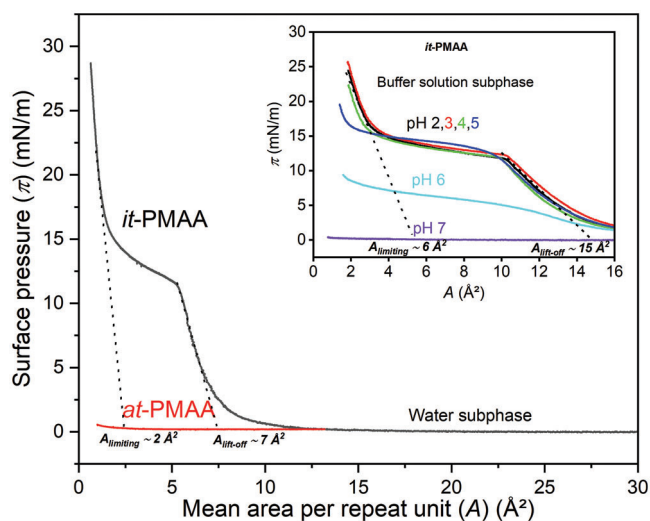 it-PMAA
Buffer solution subphase
pH 2,3,4,5
pH 6
pH 7
A_limiting ~ 6 Å²
A_lift-off ~ 15 Å²
π (mN/m)
30
25
20
15
10
5
0
0 2 4 6 8 10 12 14 16
A (Å²)
Surface pressure (π) (mN/m)
30
25
20
15
10
5
0
it-PMAA
at-PMAA
Water subphase
A_limiting ~ 2 Å²
A_lift-off ~ 7 Å²
0 5 10 15 20 25 30
Mean area per repeat unit (A) (Å²)